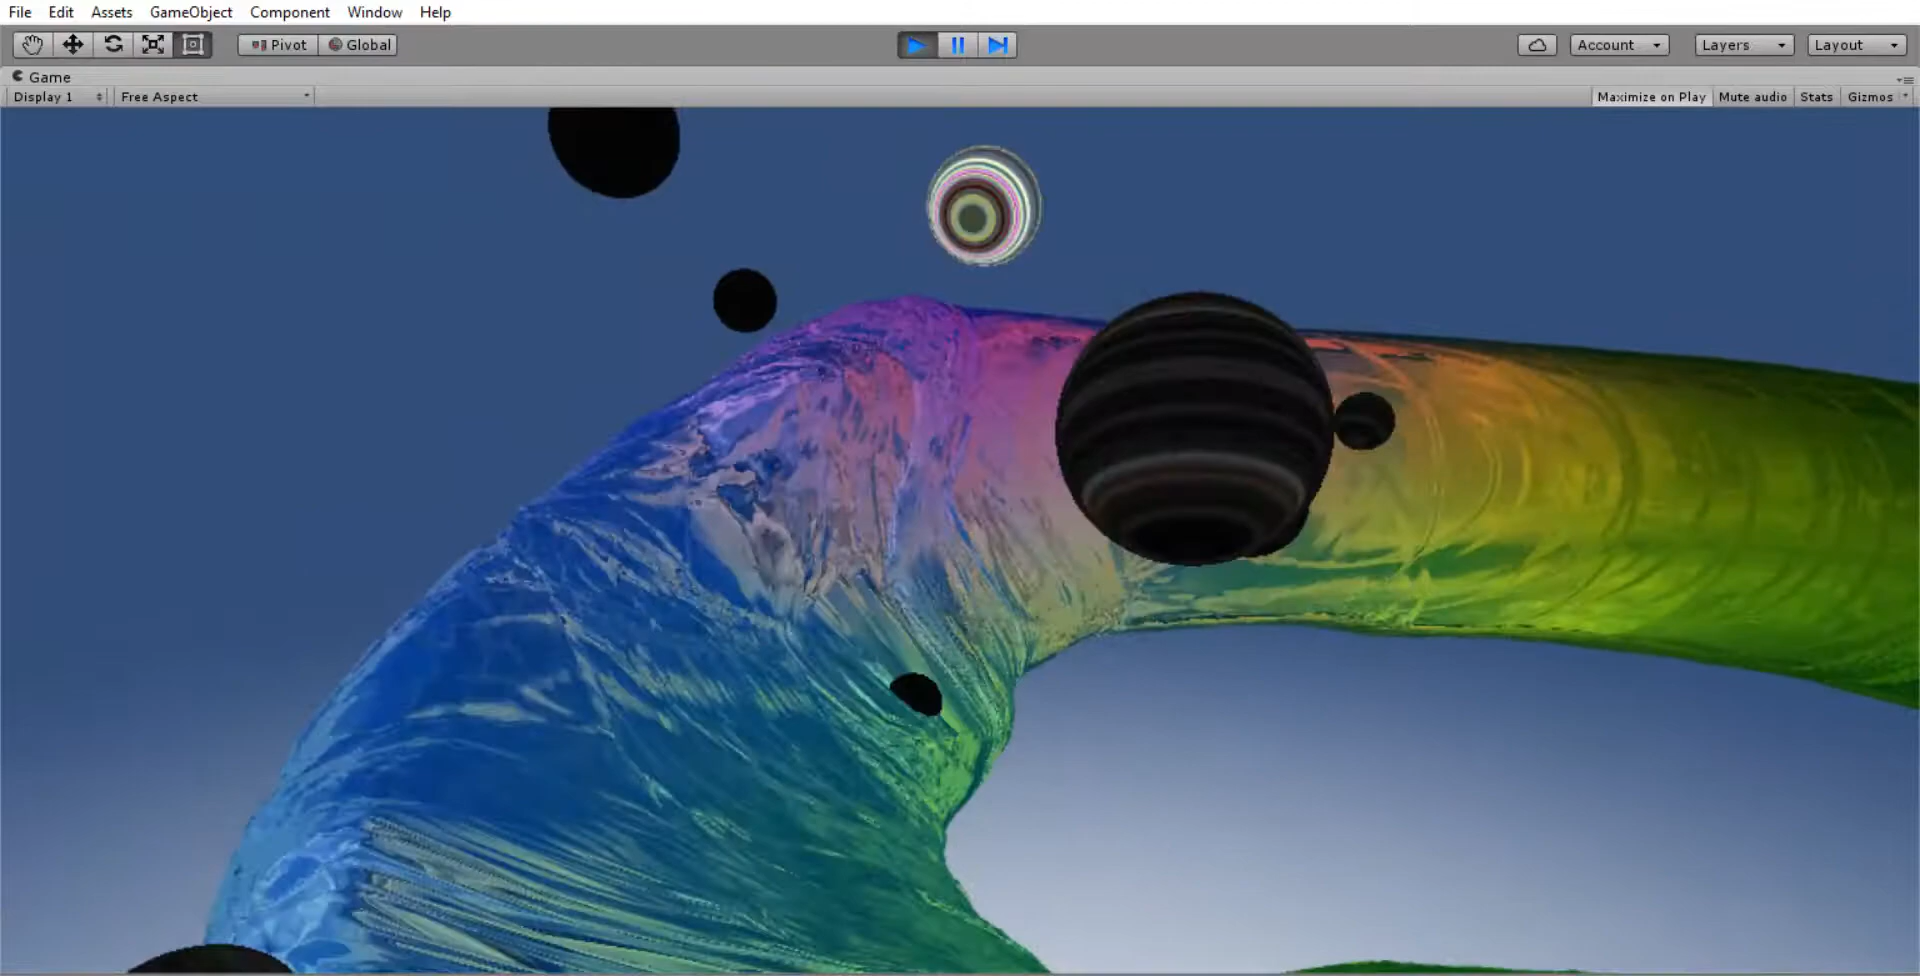 File Edit Assets GameObject Component Window Help
Pivot Global Account Layers Layout
Game
Display 1 Free Aspect Maximize on Play Mute audio Stats Gizmos